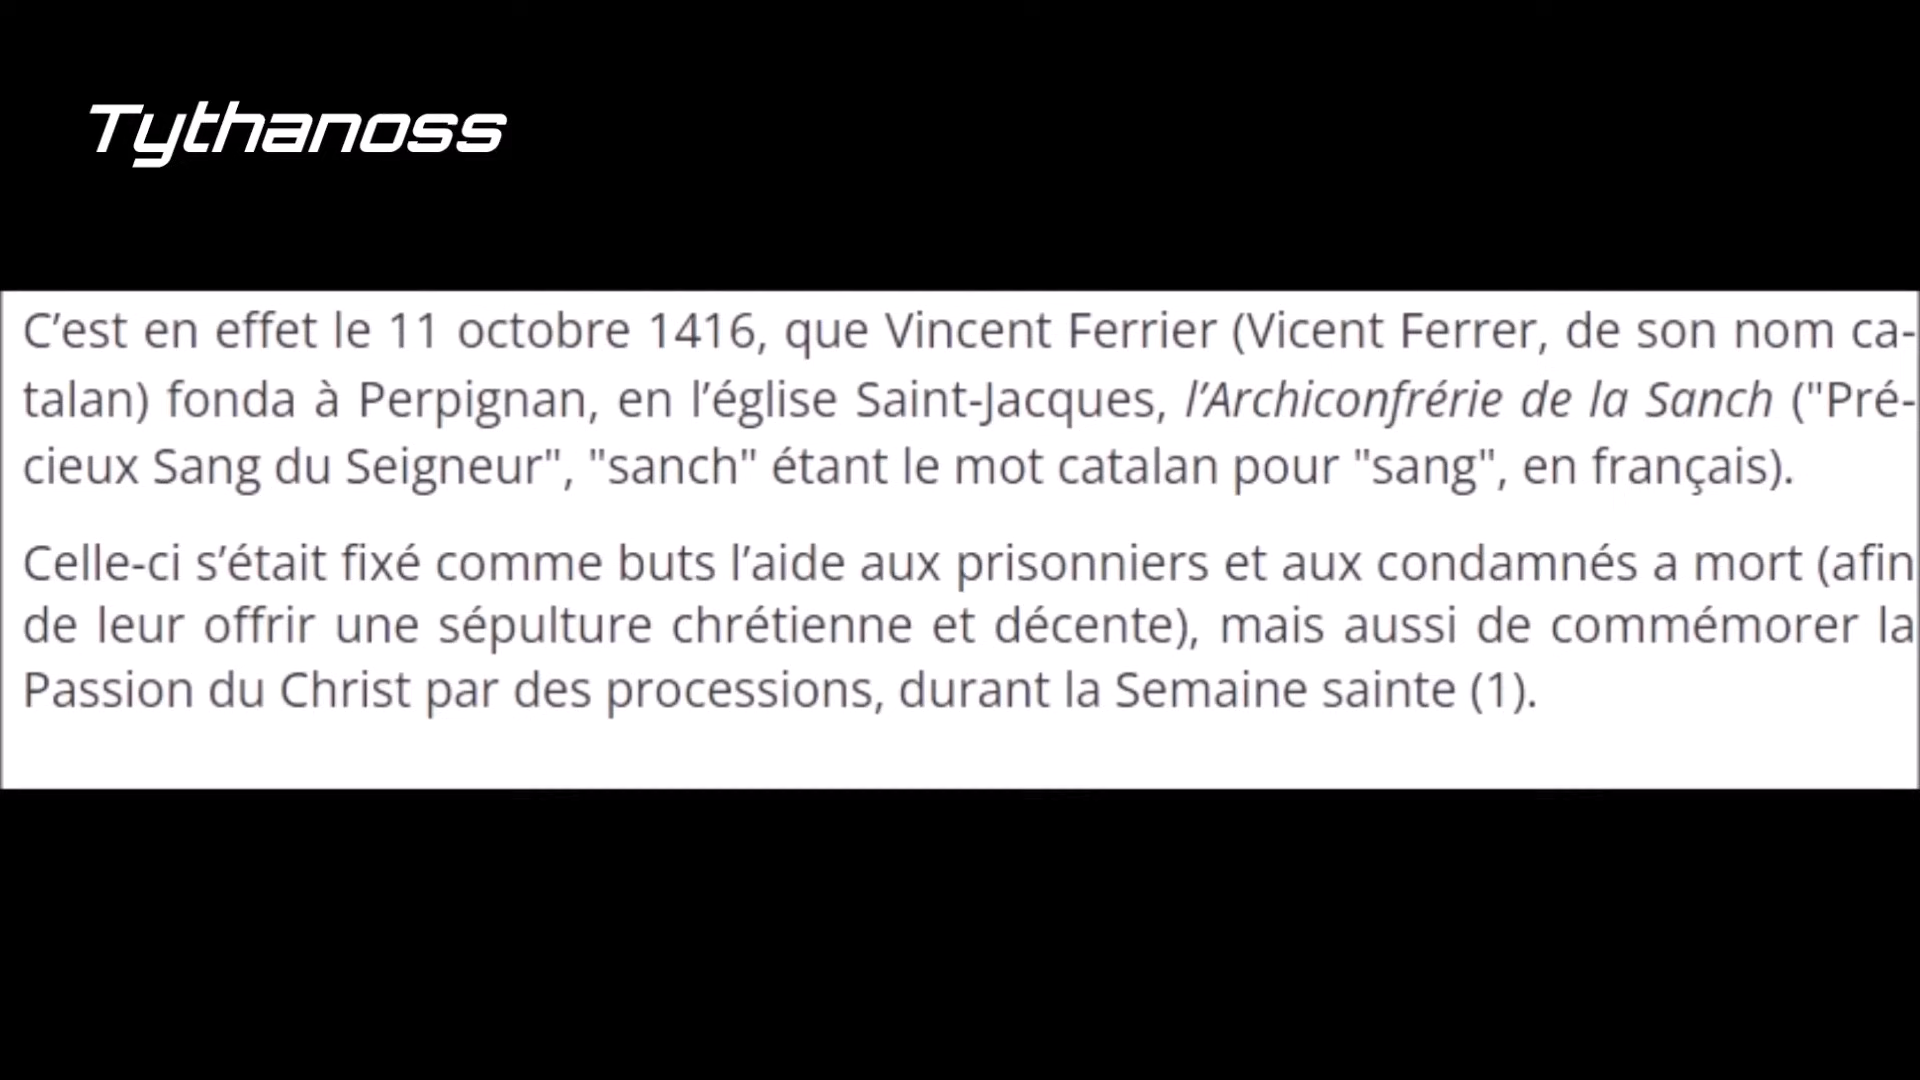 Tythanoss
C’est en effet le 11 octobre 1416, que Vincent Ferrier (Vicent Ferrer, de son nom ca-
talan) fonda à Perpignan, en l’église Saint-Jacques, l’Archiconfrérie de la Sanch ("Pré-
cieux Sang du Seigneur", "sanch" étant le mot catalan pour "sang", en français).
Celle-ci s’était fixé comme buts l’aide aux prisonniers et aux condamnés a mort (afin
de leur offrir une sépulture chrétienne et décente), mais aussi de commémorer la
Passion du Christ par des processions, durant la Semaine sainte (1).